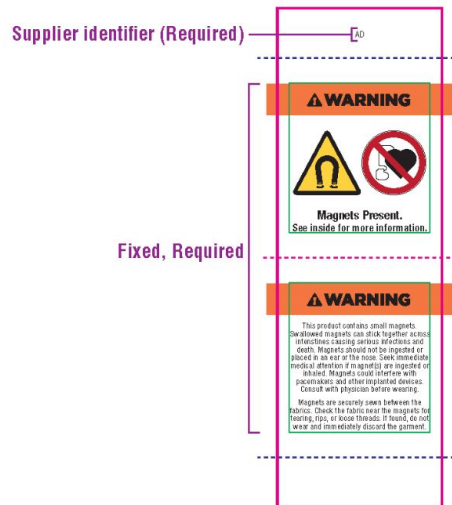 Supplier identifier (Required)
AD
WARNING
Magnets Present.
See inside for more information.
Fixed, Required
WARNING
This product contains small magnets.
Swallowed magnets can stick together across
intenstines causing serious infections and
death. Magnets should not be ingested or
placed in an ear or the nose. Seek immediate
medical attention if magnet(s) are ingested or
inhaled. Magnets could interfere with
pacemakers and other implanted devices.
Consult with physician before wearing.
Magnets are securely sewn between the
fabrics. Check the fabric near the magnets for
tearing, rips, or loose threads. If found, do not
wear and immediately discard the garment.